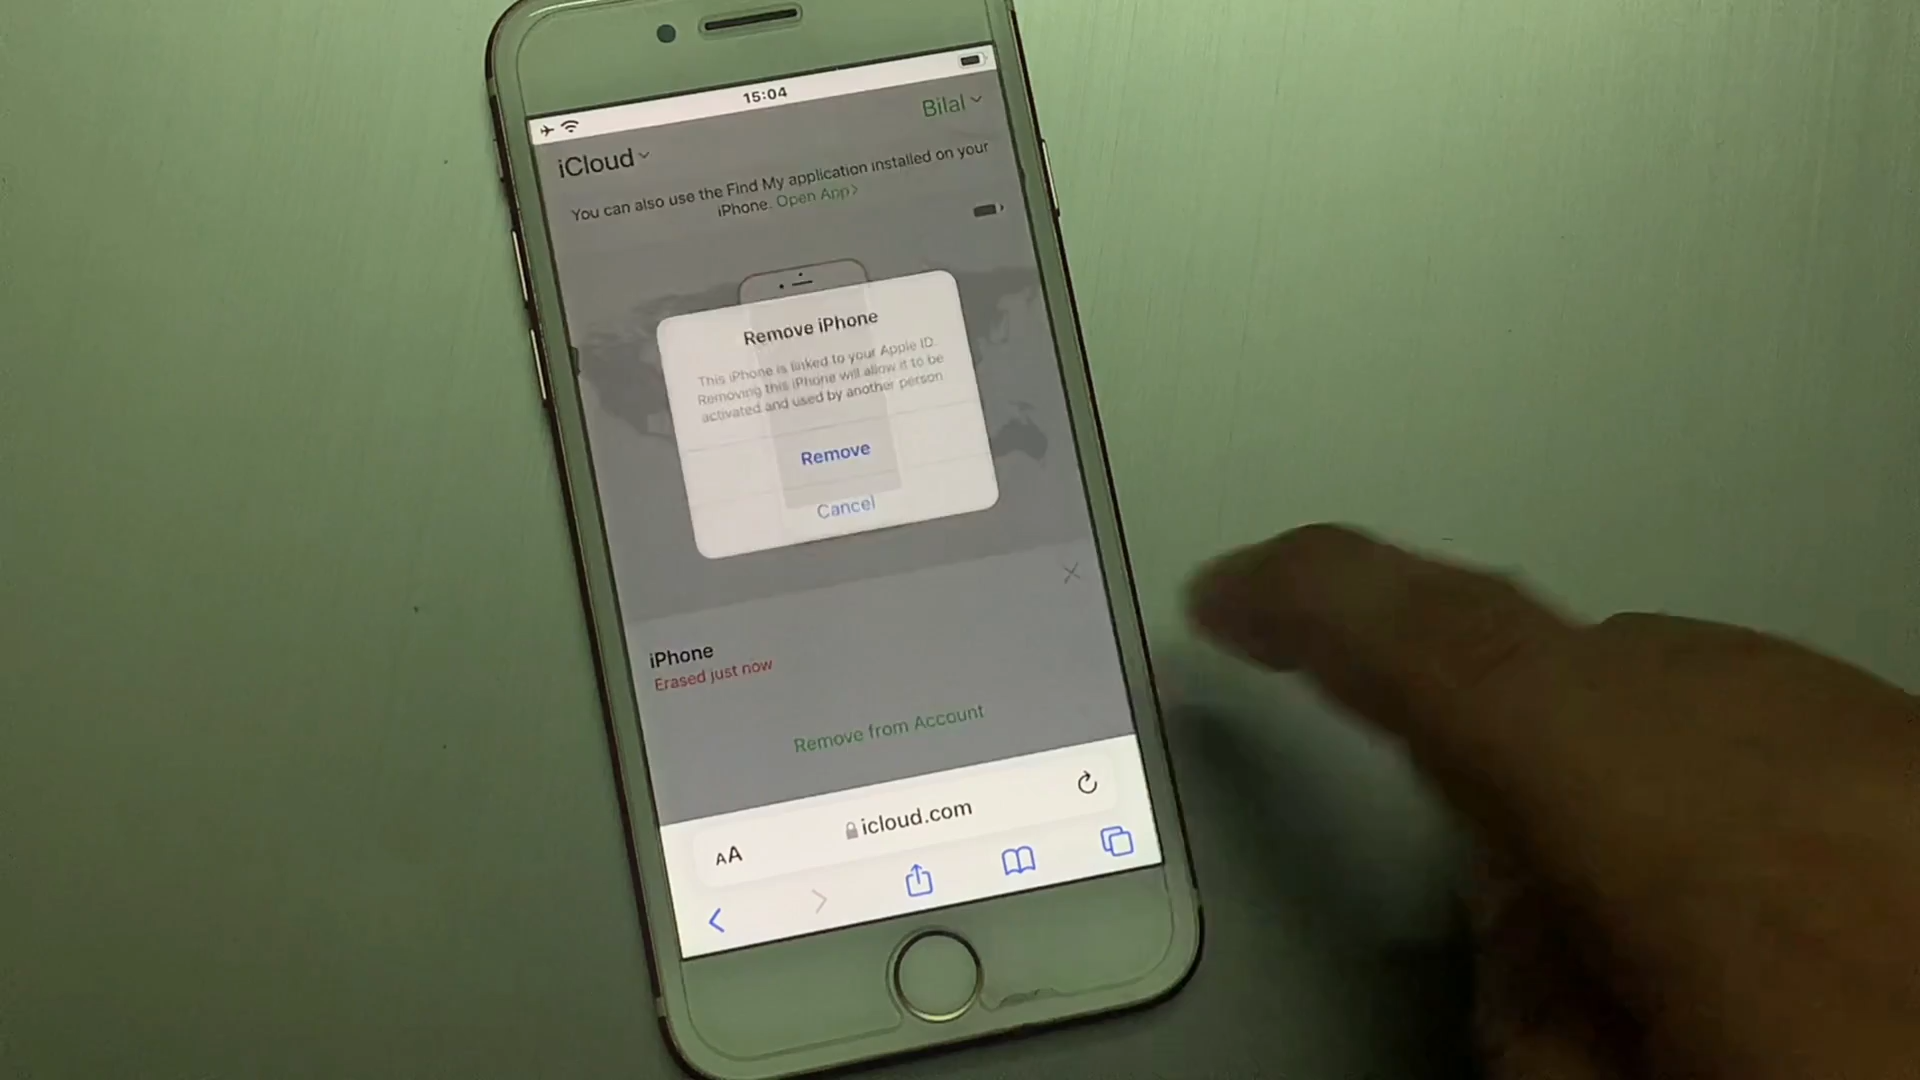 15:04
Bilal
iCloud
You can also use the Find My application installed on your
iPhone. Open App>
Remove iPhone
This iPhone is linked to your Apple ID.
Removing this iPhone will allow it to be
activated and used by another person
Remove
Cancel
iPhone
Erased just now
Remove from Account
AA
icloud.com